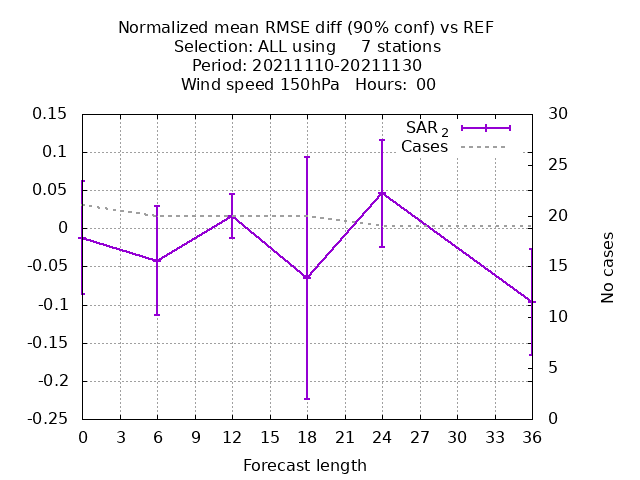 Normalized mean RMSE diff (90% conf) vs REF
Selection: ALL using 7 stations
Period: 20211110-20211130
Wind speed 150hPa Hours: 00
SAR 2
Cases
0.15
0.1
0.05
0
-0.05
-0.1
-0.15
-0.2
-0.25
30
25
20
15
10
5
0
No cases
0 3 6 9 12 15 18 21 24 27 30 33 36
Forecast length